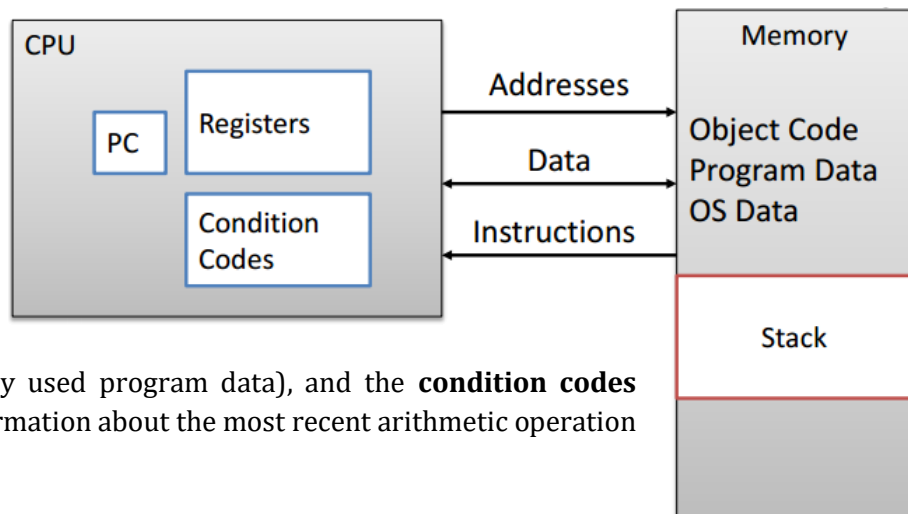 CPU
PC
Registers
Condition
Codes
Addresses
Data
Instructions
Memory
Object Code
Program Data
OS Data
Stack
used program data), and the condition codes
about the most recent arithmetic operation